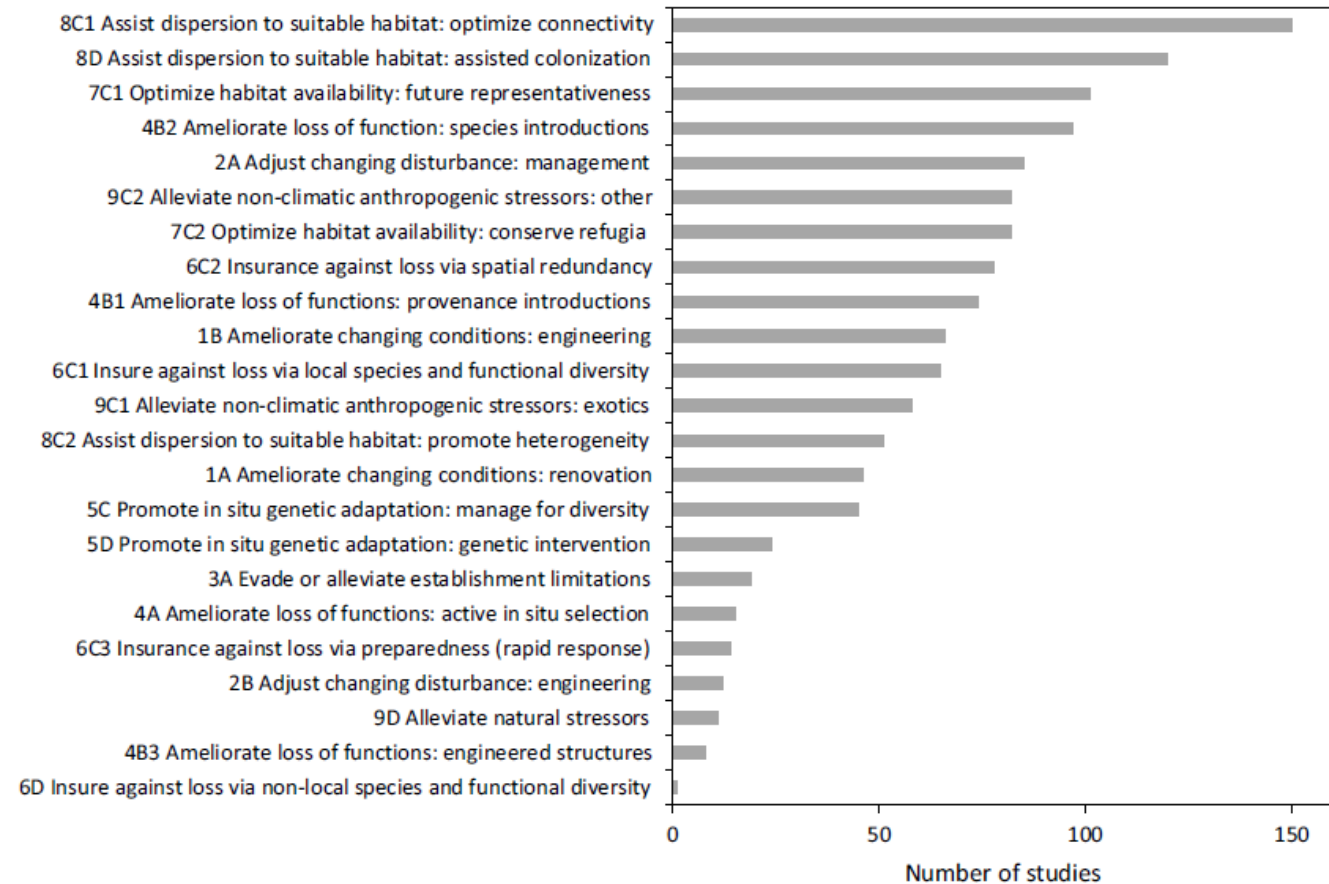 8C1 Assist dispersion to suitable habitat: optimize connectivity
8D Assist dispersion to suitable habitat: assisted colonization
7C1 Optimize habitat availability: future representativeness
4B2 Ameliorate loss of function: species introductions
2A Adjust changing disturbance: management
9C2 Alleviate non-climatic anthropogenic stressors: other
7C2 Optimize habitat availability: conserve refugia
6C2 Insurance against loss via spatial redundancy
4B1 Ameliorate loss of functions: provenance introductions
1B Ameliorate changing conditions: engineering
6C1 Insure against loss via local species and functional diversity
9C1 Alleviate non-climatic anthropogenic stressors: exotics
8C2 Assist dispersion to suitable habitat: promote heterogeneity
1A Ameliorate changing conditions: renovation
5C Promote in situ genetic adaptation: manage for diversity
5D Promote in situ genetic adaptation: genetic intervention
3A Evade or alleviate establishment limitations
4A Ameliorate loss of functions: active in situ selection
6C3 Insurance against loss via preparedness (rapid response)
2B Adjust changing disturbance: engineering
9D Alleviate natural stressors
4B3 Ameliorate loss of functions: engineered structures
6D Insure against loss via non-local species and functional diversity
0 50 100 150
Number of studies